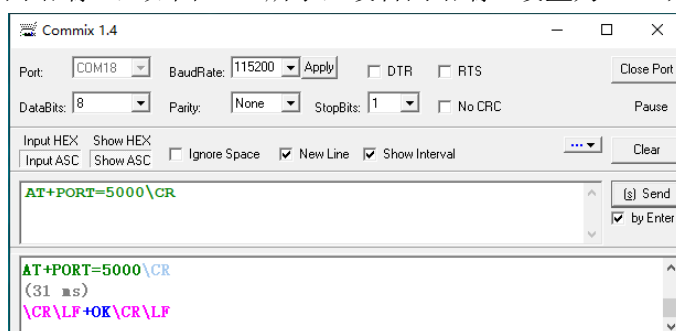 Commix 1.4
Port: COM18 BaudRate: 115200 Apply DTR RTS Close Port
DataBits: 8 Parity: None StopBits: 1 No CRC Pause
Input HEX Show HEX
Input ASC Show ASC Ignore Space New Line Show Interval ... Clear
AT+PORT=5000\CR
(s) Send
by Enter
AT+PORT=5000\CR
(31 ms)
\CR\LF+OK\CR\LF